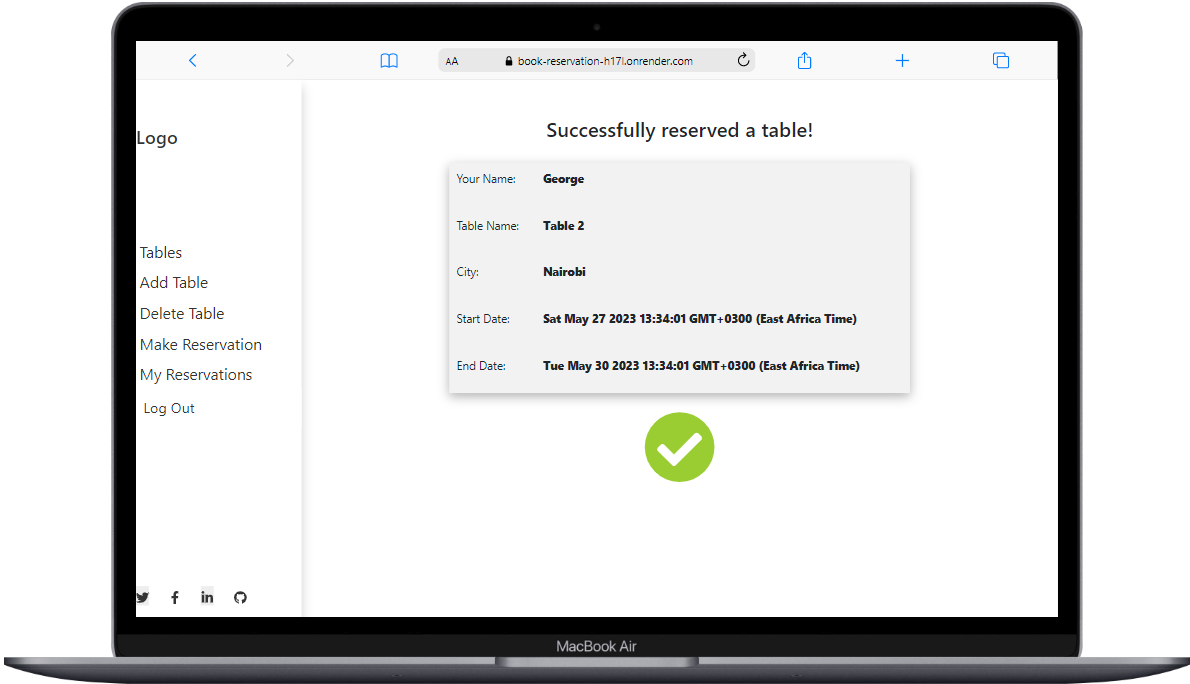 AA book-reservation-h17l.onrender.com
Logo
Tables
Add Table
Delete Table
Make Reservation
My Reservations
Log Out
Successfully reserved a table!
Your Name: George
Table Name: Table 2
City: Nairobi
Start Date: Sat May 27 2023 13:34:01 GMT+0300 (East Africa Time)
End Date: Tue May 30 2023 13:34:01 GMT+0300 (East Africa Time)
MacBook Air